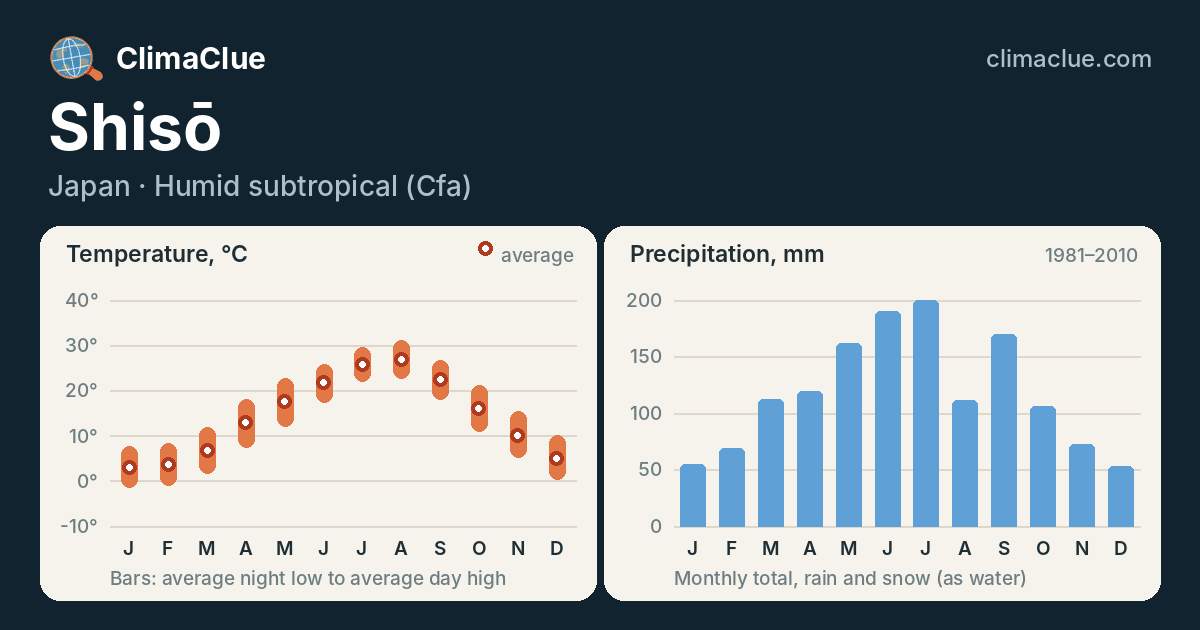 ClimaClue
climaclue.com
Shisō
Japan · Humid subtropical (Cfa)
Temperature, °C
average
40°
30°
20°
10°
0°
-10°
J F M A M J J A S O N D
Bars: average night low to average day high
Precipitation, mm
1981–2010
200
150
100
50
0
J F M A M J J A S O N D
Monthly total, rain and snow (as water)